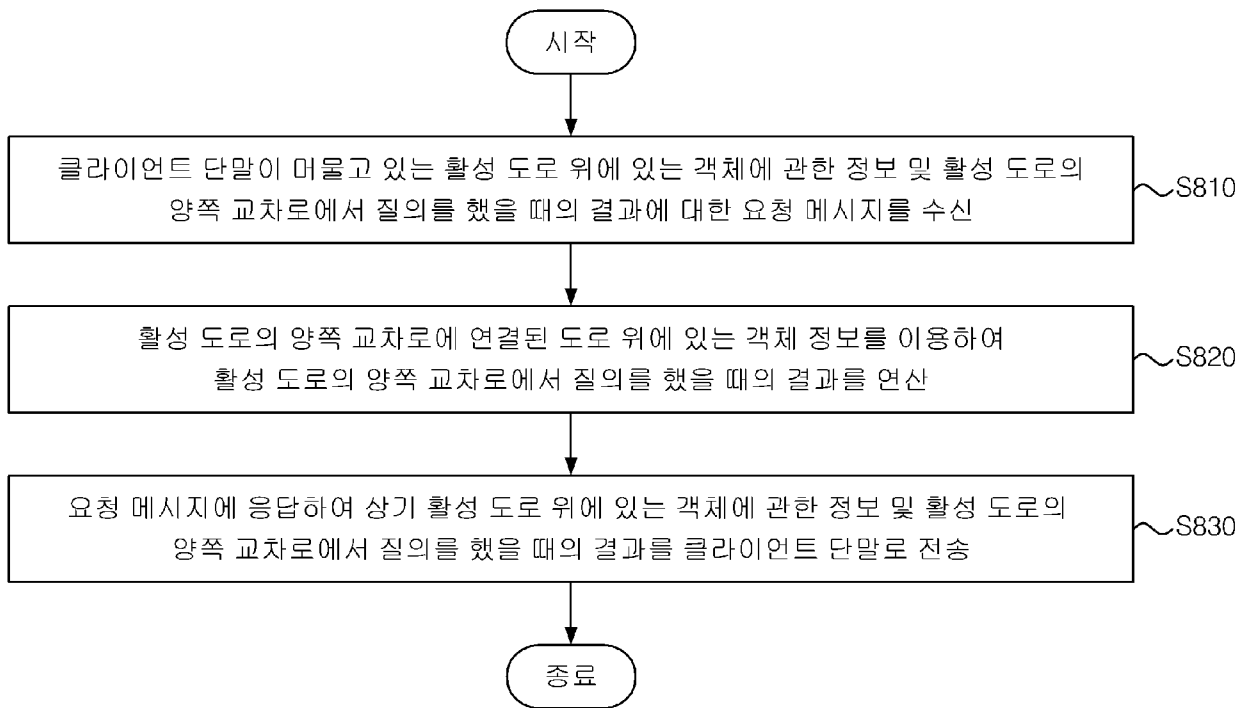 시작
클라이언트 단말이 머물고 있는 활성 도로 위에 있는 객체에 관한 정보 및 활성 도로의
양쪽 교차로에서 질의를 했을 때의 결과에 대한 요청 메시지를 수신
S810
활성 도로의 양쪽 교차로에 연결된 도로 위에 있는 객체 정보를 이용하여
활성 도로의 양쪽 교차로에서 질의를 했을 때의 결과를 연산
S820
요청 메시지에 응답하여 상기 활성 도로 위에 있는 객체에 관한 정보 및 활성 도로의
양쪽 교차로에서 질의를 했을 때의 결과를 클라이언트 단말로 전송
S830
종료